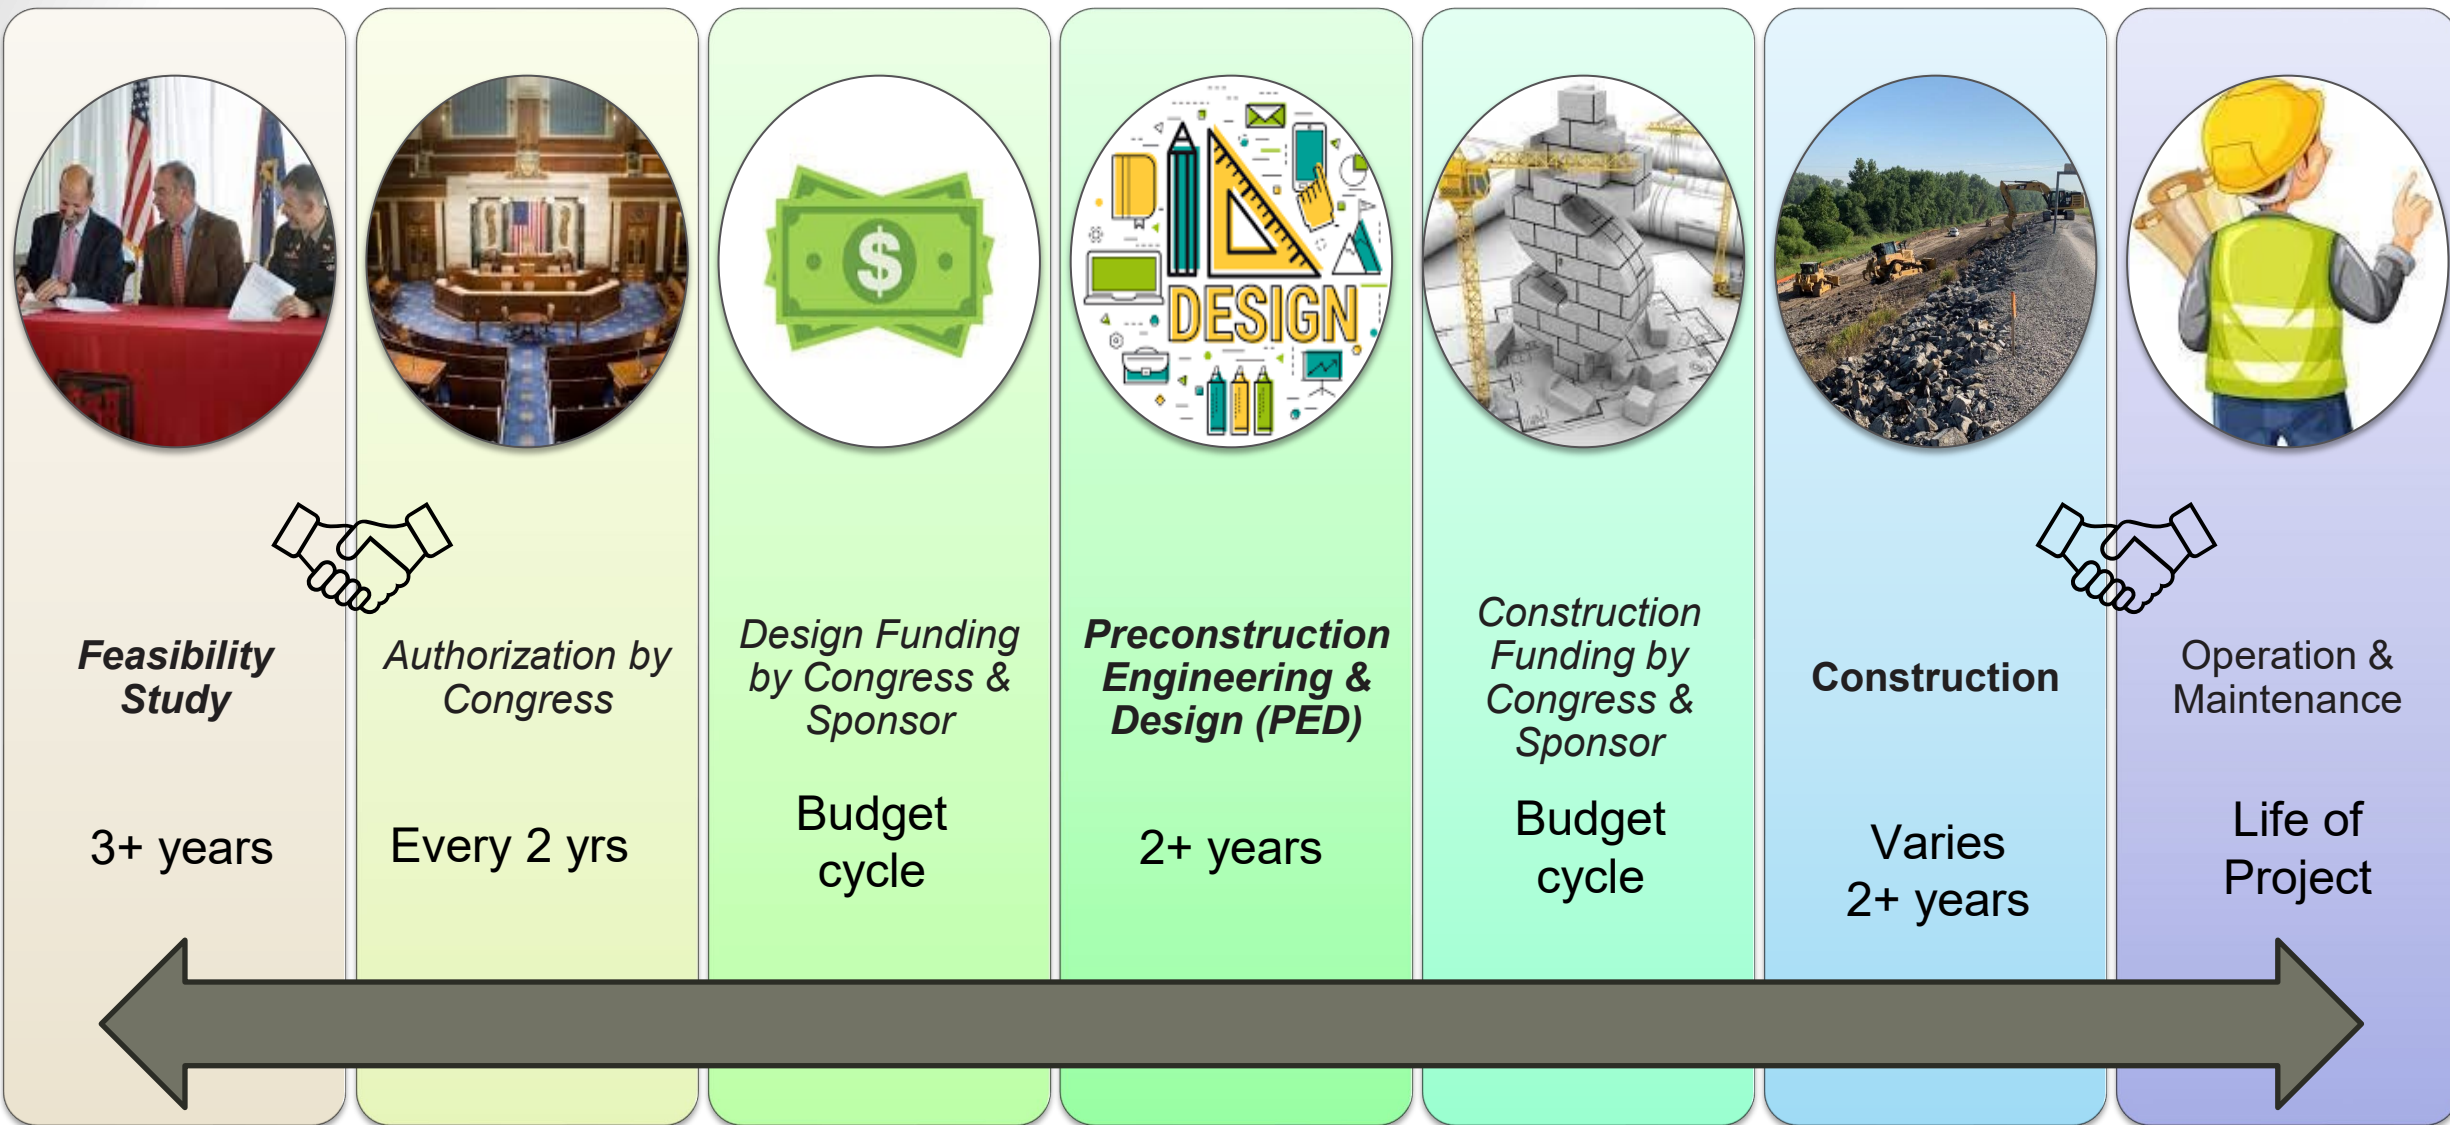 $
DESIGN
Feasibility
Study
3+ years
Authorization by
Congress
Every 2 yrs
Design Funding
by Congress &
Sponsor
Budget
cycle
Preconstruction
Engineering &
Design (PED)
2+ years
Construction
Funding by
Congress &
Sponsor
Budget
cycle
Construction
Varies
2+ years
Operation &
Maintenance
Life of
Project